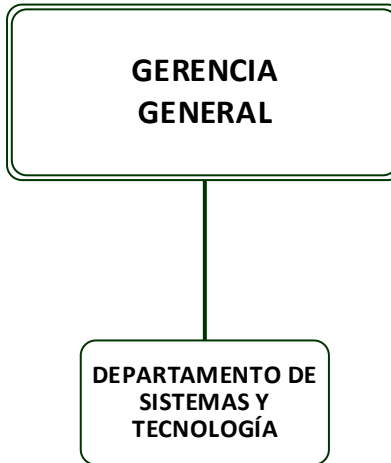 GERENCIA
GENERAL
DEPARTAMENTO DE
SISTEMAS Y
TECNOLOGÍA